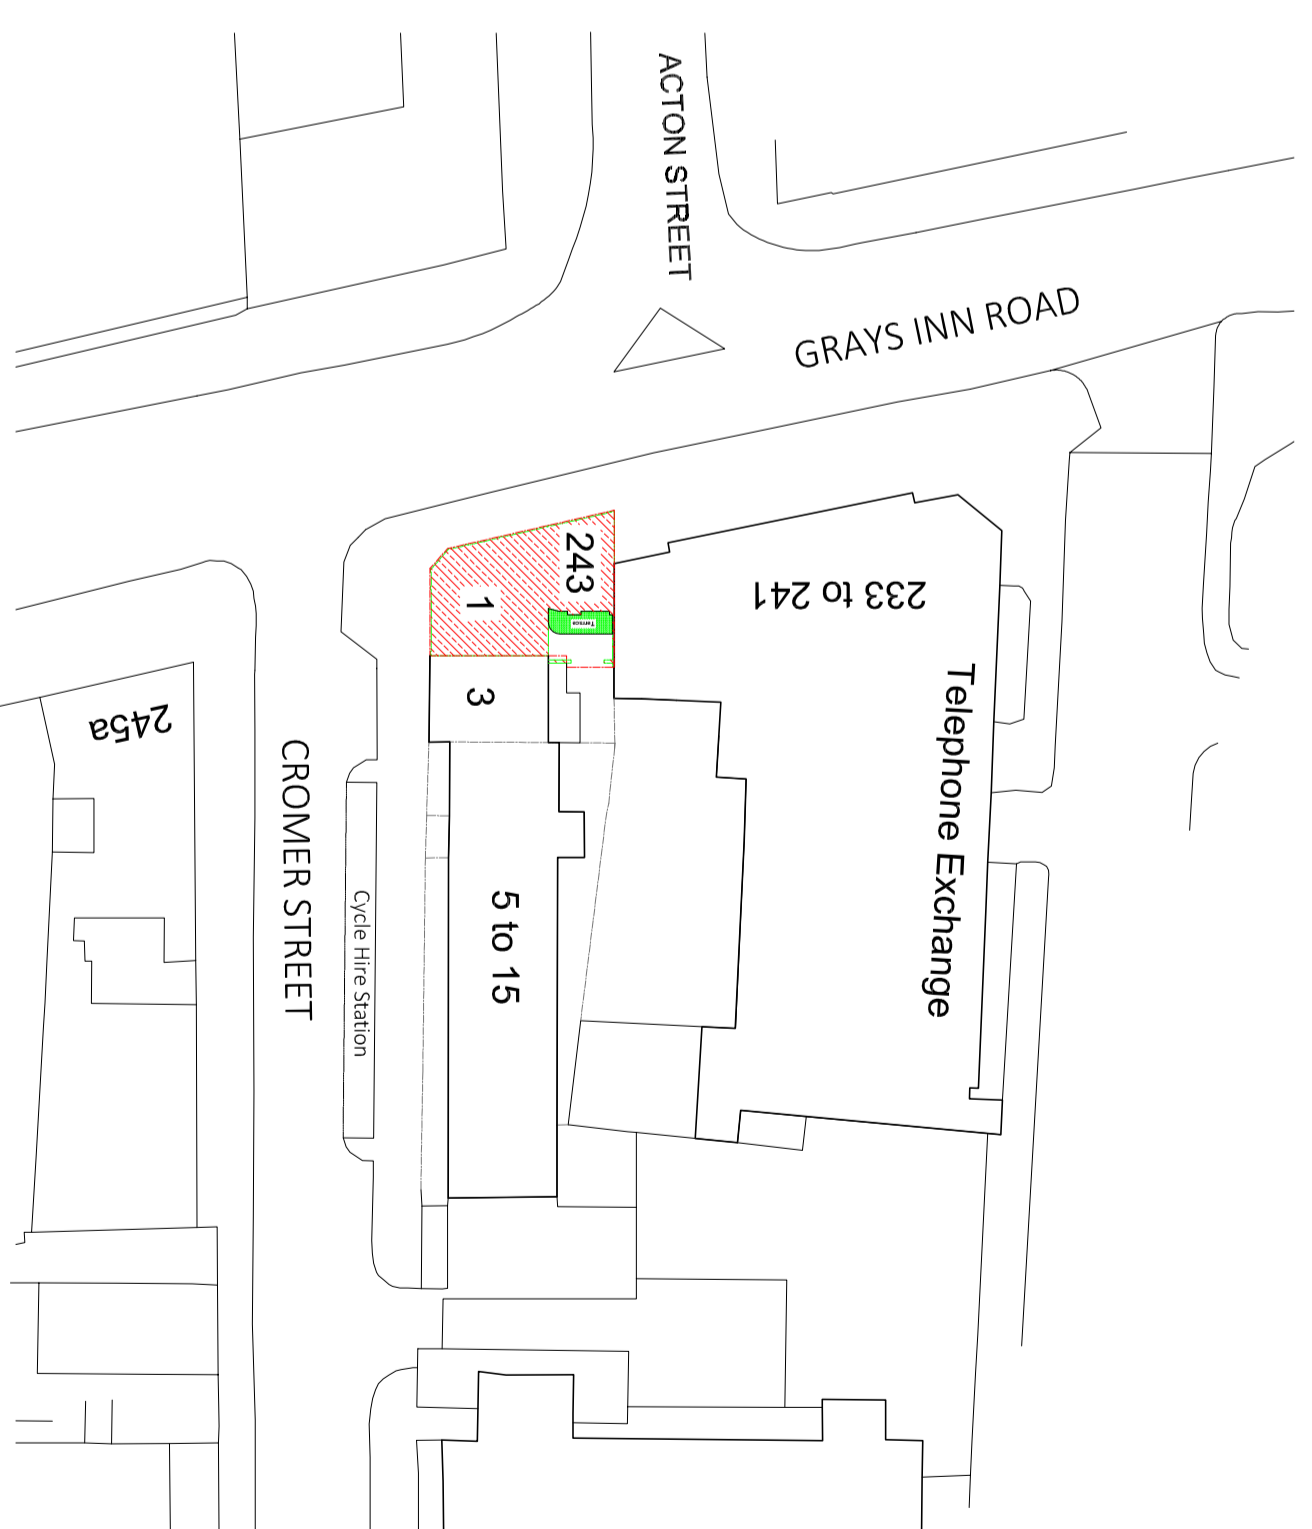 ACTON STREET
GRAYS INN ROAD
243
1
Terrace
233 to 241
3
245a
Telephone Exchange
CROMER STREET
Cycle Hire Station
5 to 15